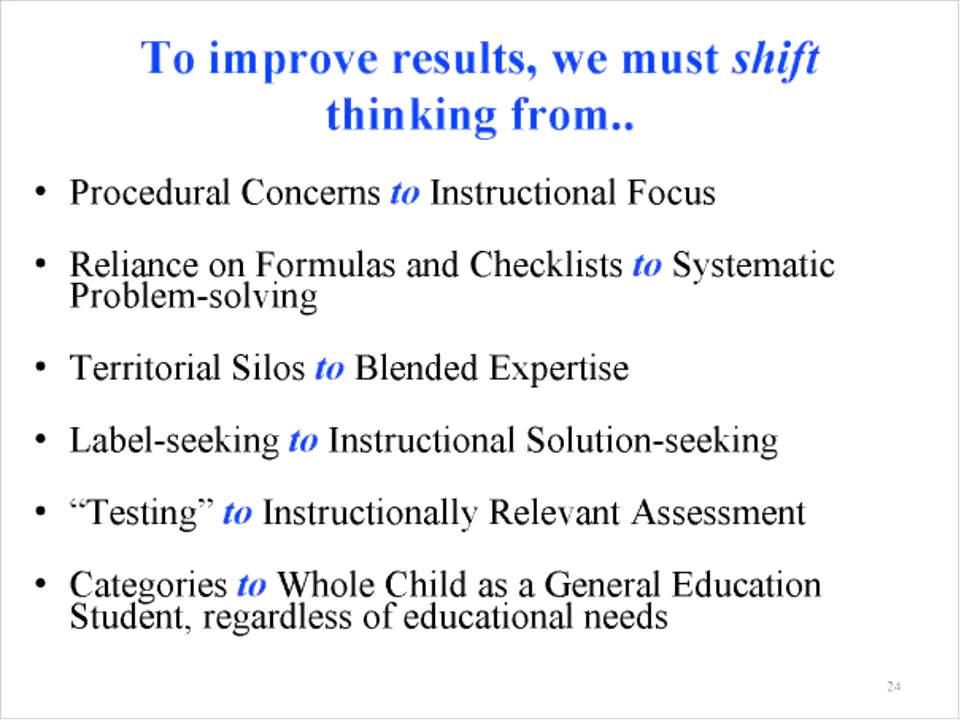 To improve results, we must shift
thinking from..
• Procedural Concerns to Instructional Focus
• Reliance on Formulas and Checklists to Systematic
Problem-solving
• Territorial Silos to Blended Expertise
• Label-seeking to Instructional Solution-seeking
• “Testing” to Instructionally Relevant Assessment
• Categories to Whole Child as a General Education
Student, regardless of educational needs
24